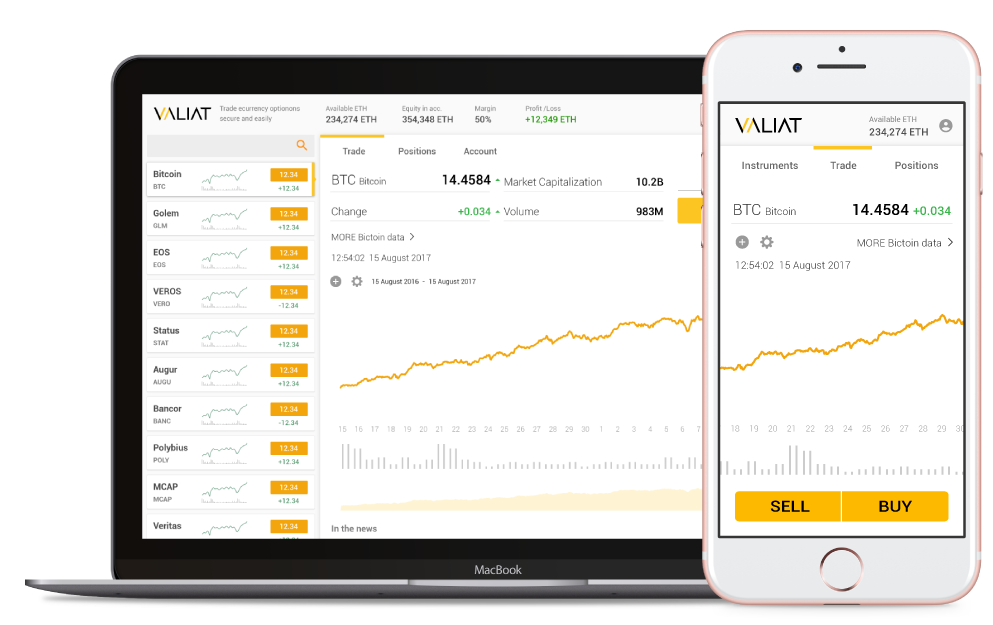 VALIAT
Trade ecurrency optionons
secure and easily
Available ETH
234,274 ETH
Equity in acc.
354,348 ETH
Margin
50%
Profit /Loss
+12,349 ETH
Bitcoin
BTC
12.34
+12.34
Golem
GLM
12.34
+12.34
EOS
EOS
12.34
+12.34
VEROS
VERO
12.34
-12.34
Status
STAT
12.34
+12.34
Augur
AUGU
12.34
+12.34
Bancor
BANC
12.34
-12.34
Polybius
POLY
12.34
+12.34
MCAP
MCAP
12.34
+12.34
Veritas
12.34
Trade Positions Account
BTC Bitcoin 14.4584 Market Capitalization 10.2B
Change +0.034 Volume 983M
MORE Bictoin data
12:54:02 15 August 2017
15 August 2016 - 15 August 2017
15 16 17 18 19 20 21 22 23 24 25 26 27 28 29 30 1 2 3 4 5 6 7
In the news
MacBook
VALIAT
Available ETH
234,274 ETH
Instruments Trade Positions
BTC Bitcoin 14.4584 +0.034
MORE Bictoin data
12:54:02 15 August 2017
18 19 20 21 22 23 24 25 26 27 28 29 30
SELL BUY